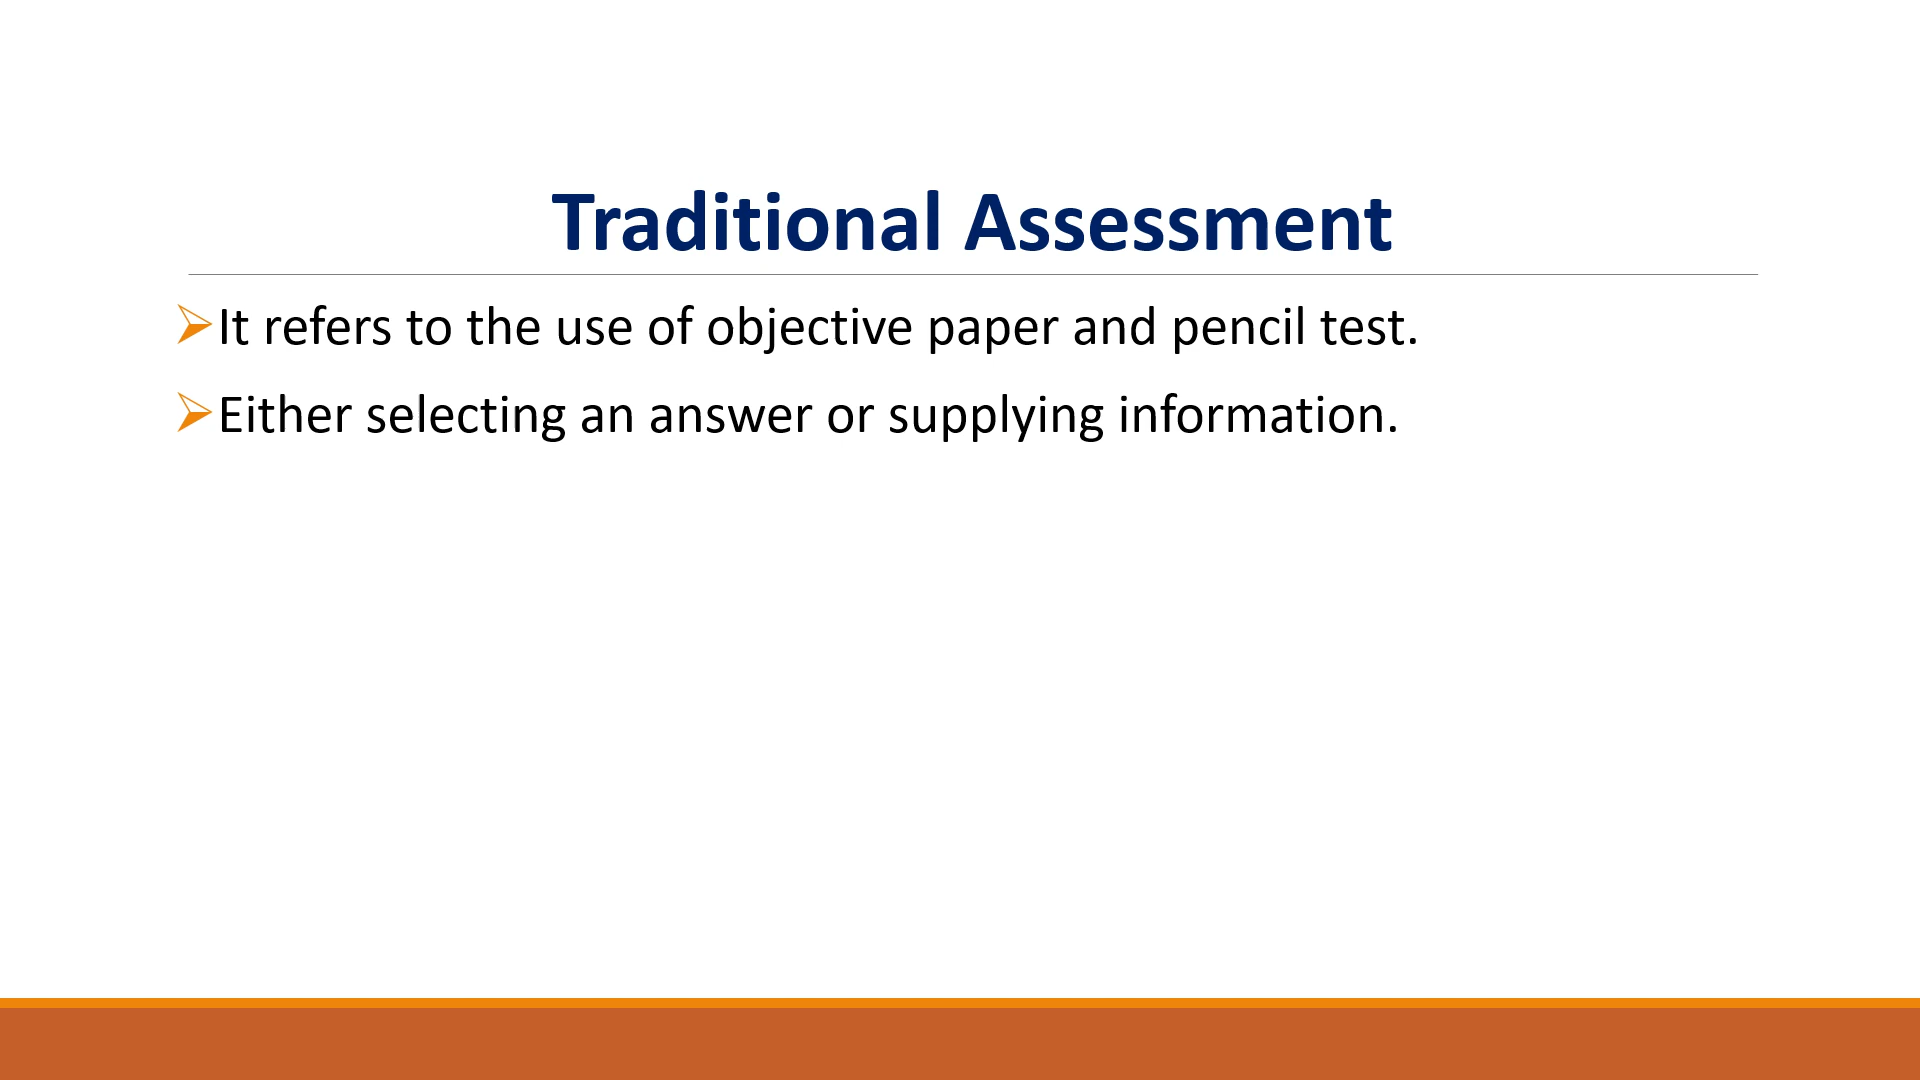 Traditional Assessment
It refers to the use of objective paper and pencil test.
Either selecting an answer or supplying information.